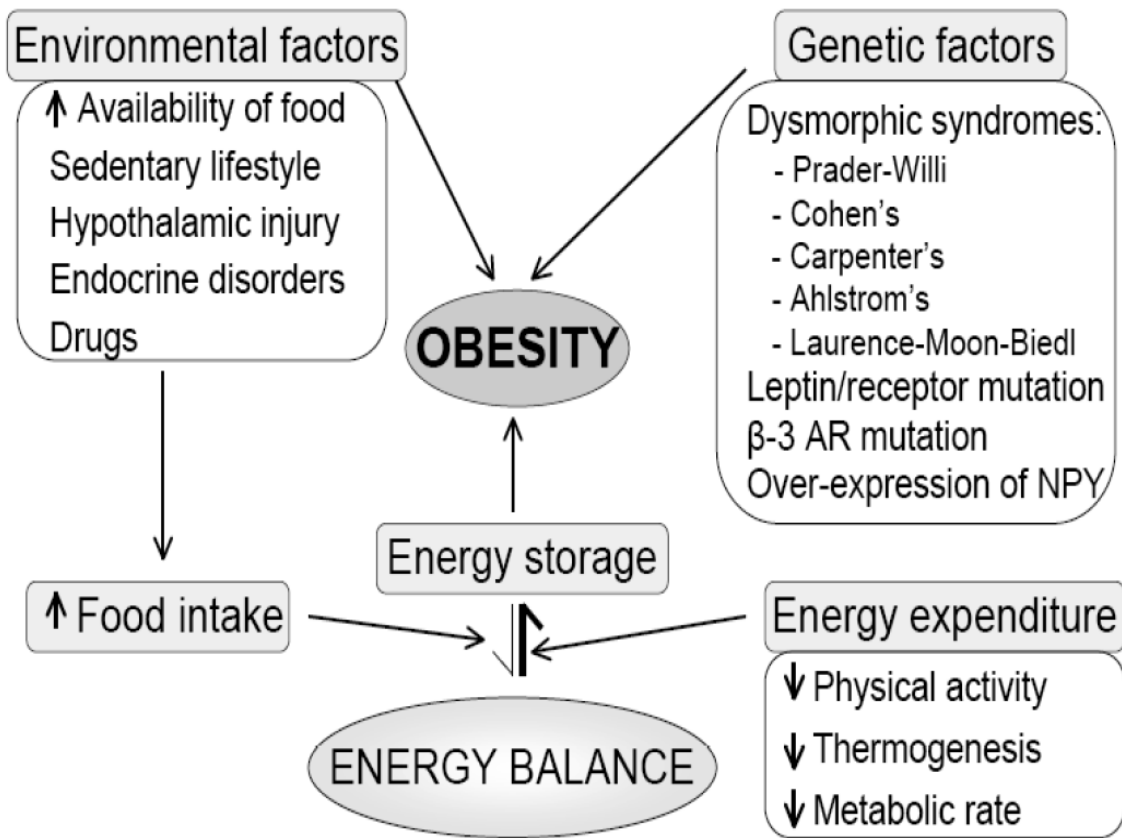 Environmental factors
↑ Availability of food
Sedentary lifestyle
Hypothalamic injury
Endocrine disorders
Drugs
Genetic factors
Dysmorphic syndromes:
- Prader-Willi
- Cohen's
- Carpenter's
- Ahlstrom's
- Laurence-Moon-Biedl
Leptin/receptor mutation
β-3 AR mutation
Over-expression of NPY
OBESITY
Energy storage
↑ Food intake
Energy expenditure
↓ Physical activity
↓ Thermogenesis
↓ Metabolic rate
ENERGY BALANCE